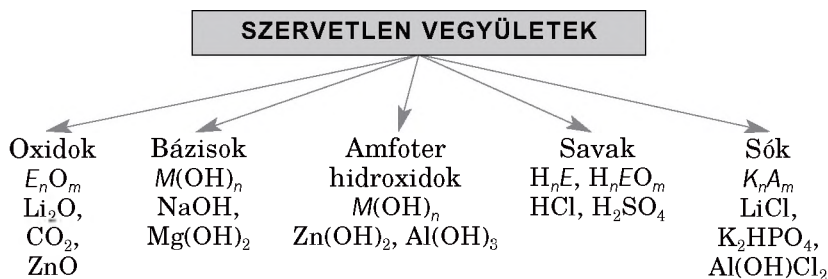 SZERVETLEN VEGYÜLETEK
Oxidok
EₙOₘ
Li₂O,
CO₂,
ZnO
Bázisok
M(OH)ₙ
NaOH,
Mg(OH)₂
Amfoter
hidroxidok
M(OH)ₙ
Zn(OH)₂, Al(OH)₃
Savak
HₙE, HₙEOₘ
HCl, H₂SO₄
Sók
KₙAₘ
LiCl,
K₂HPO₄,
Al(OH)Cl₂